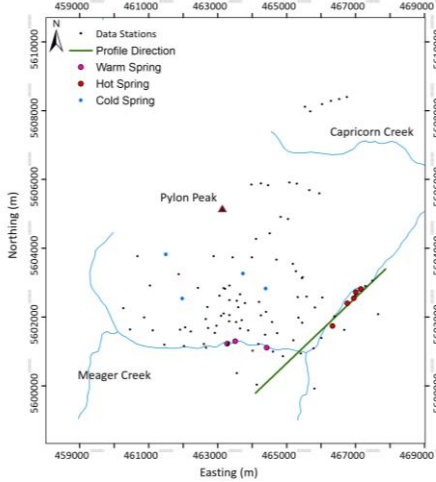 459000 461000 463000 465000 467000 469000
N
Data Stations
Profile Direction
Warm Spring
Hot Spring
Cold Spring
Capricorn Creek
Pylon Peak
Meager Creek
Northing (m)
5610000
5608000
5606000
5604000
5602000
5600000
459000 461000 463000 465000 467000 469000
Easting (m)